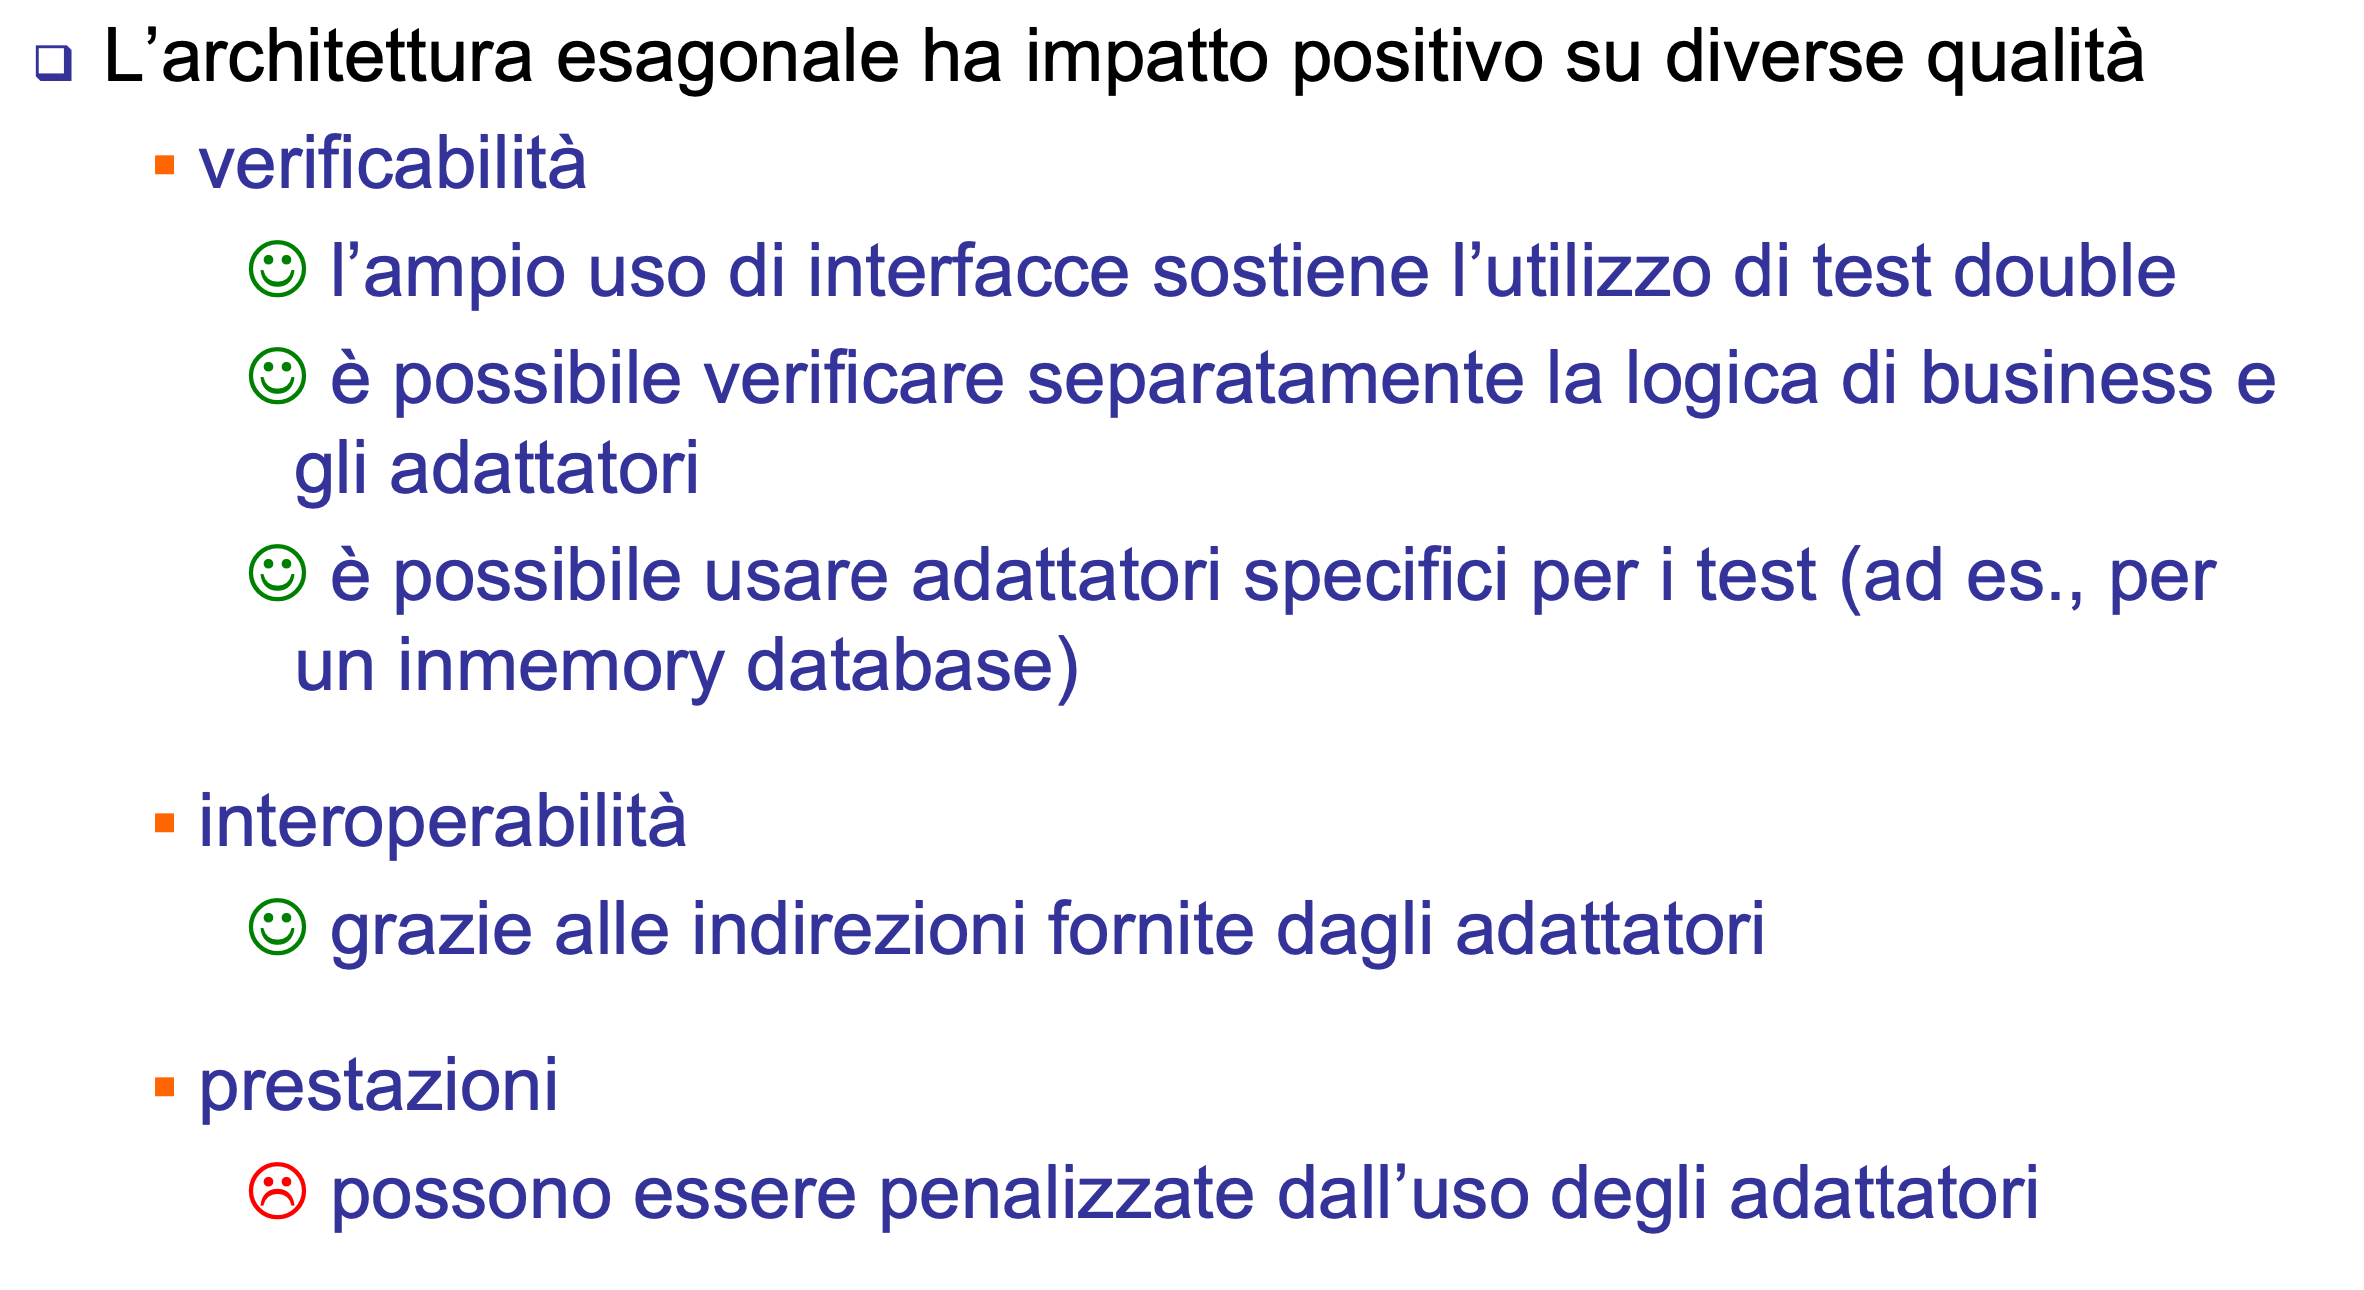 L’architettura esagonale ha impatto positivo su diverse qualità
verificabilità
l’ampio uso di interfacce sostiene l’utilizzo di test double
è possibile verificare separatamente la logica di business e
gli adattatori
è possibile usare adattatori specifici per i test (ad es., per
un inmemory database)
interoperabilità
grazie alle indirezioni fornite dagli adattatori
prestazioni
possono essere penalizzate dall’uso degli adattatori